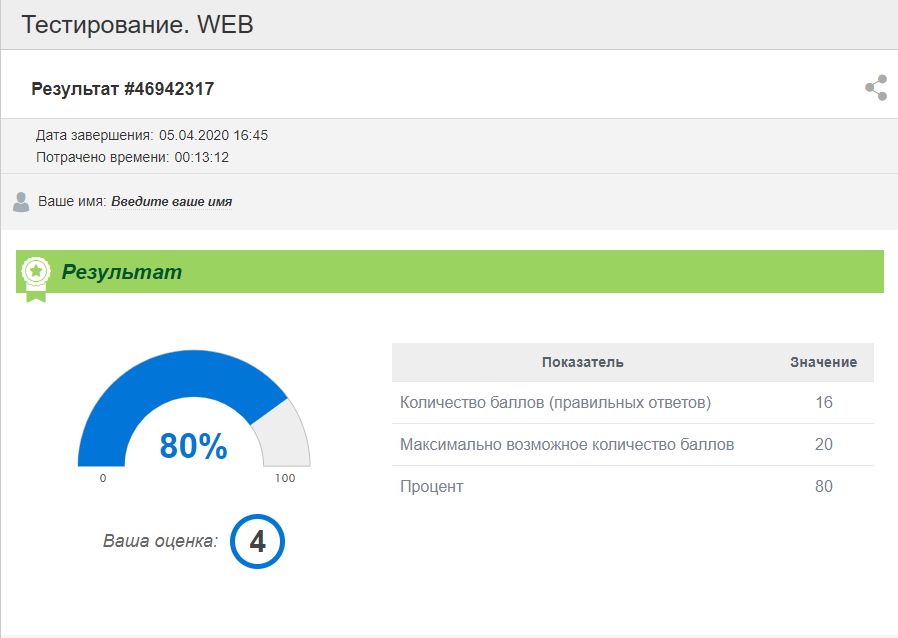 Тестирование. WEB
Результат #46942317
Дата завершения: 05.04.2020 16:45
Потрачено времени: 00:13:12
Ваше имя: Введите ваше имя
Результат
Показатель Значение
Количество баллов (правильных ответов) 16
Максимально возможное количество баллов 20
Процент 80
80%
0 100
Ваша оценка: 4